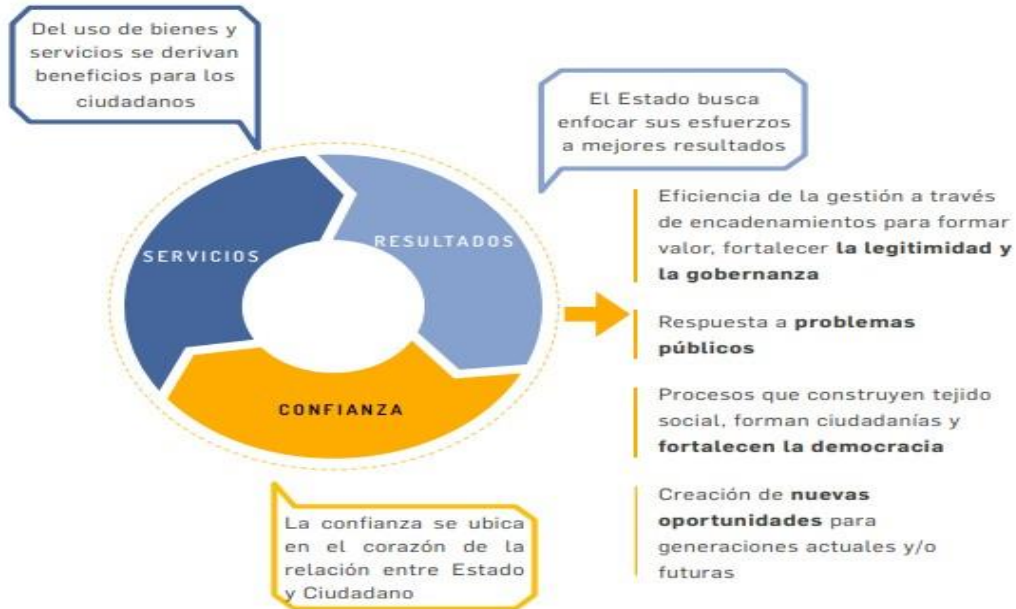 Del uso de bienes y
servicios se derivan
beneficios para los
ciudadanos
El Estado busca
enfocar sus esfuerzos
a mejores resultados
SERVICIOS
RESULTADOS
CONFIANZA
La confianza se ubica
en el corazón de la
relación entre Estado
y Ciudadano
Eficiencia de la gestión a través
de encadenamientos para formar
valor, fortalecer la legitimidad y
la gobernanza
Respuesta a problemas
públicos
Procesos que construyen tejido
social, forman ciudadanías y
fortalecen la democracia
Creación de nuevas
oportunidades para
generaciones actuales y/o
futuras